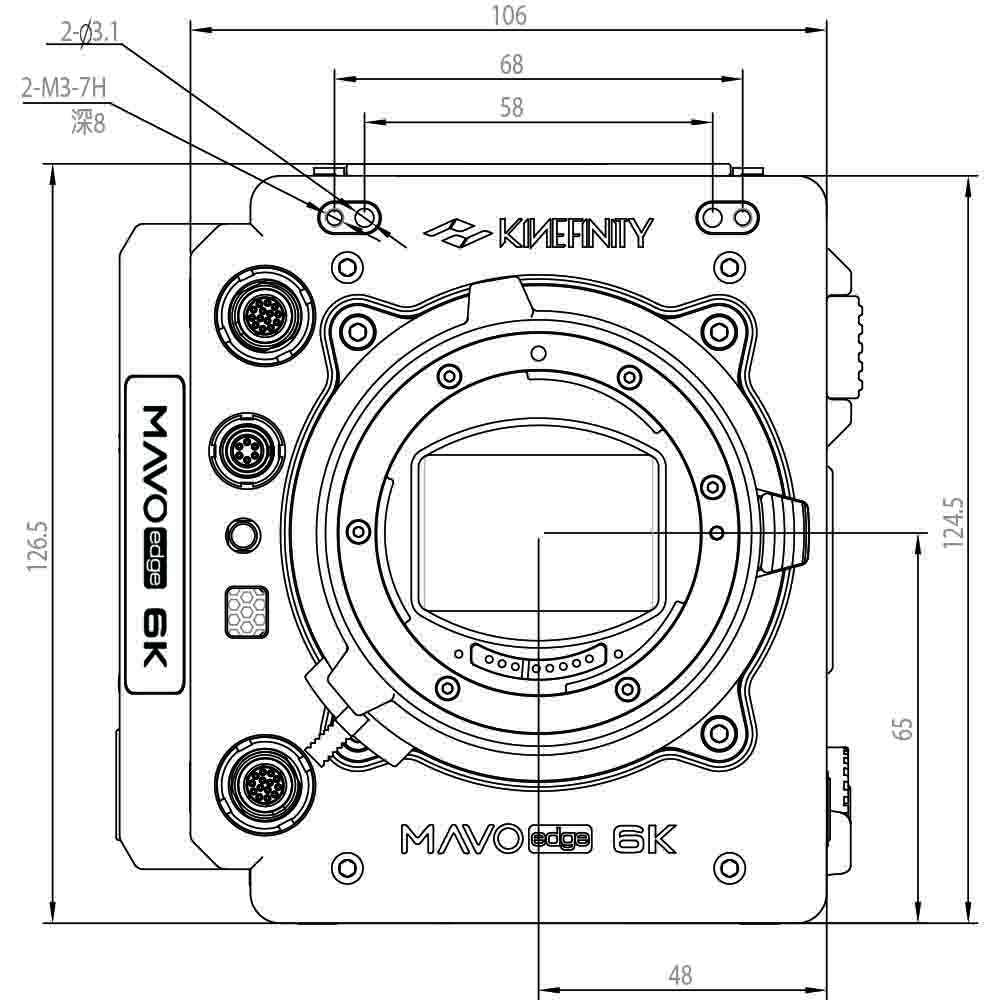 106
2-Ø3.1
68
2-M3-7H
深8
58
KINEFINITY
MAVO edge 6K
126.5
124.5
65
MAVO edge 6K
48